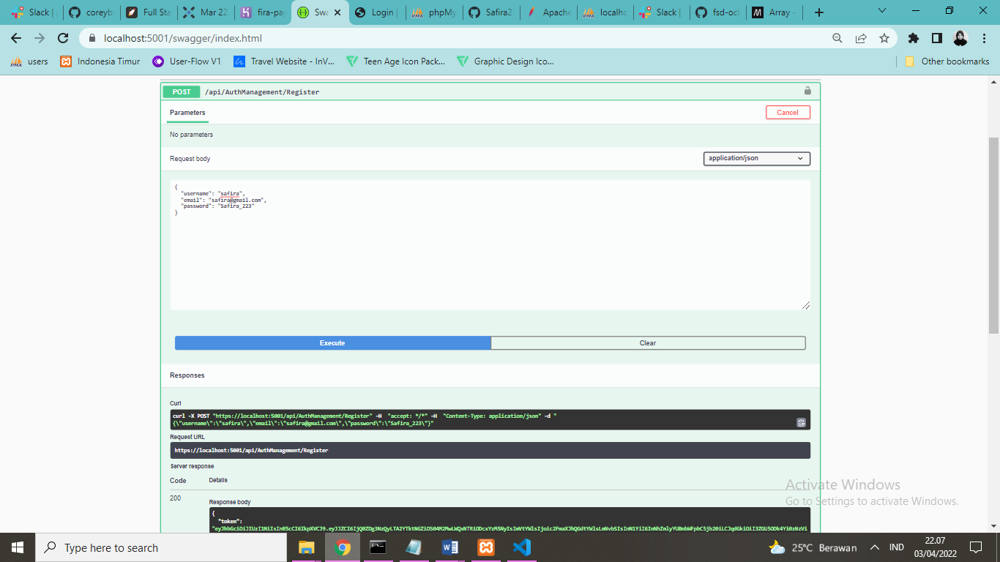 Slack |
coreyb
Full Sta
Mar 22
fira-pay
Swa
Login |
phpMy
Safira2
Apache
localho
Slack |
fsd-ocl
Array -
localhost:5001/swagger/index.html
users
Indonesia Timur
User-Flow V1
Travel Website - InV...
Teen Age Icon Pack...
Graphic Design Ico...
Other bookmarks
POST /api/AuthManagement/Register
Parameters
Cancel
No parameters
Request body
application/json
{
"username": "safira",
"email": "safira@gmail.com",
"password": "Safira_223"
}
Execute
Clear
Responses
Curl
curl -X POST "https://localhost:5001/api/AuthManagement/Register" -H "accept: */*" -H "Content-Type: application/json" -d "
{\"username\":\"safira\",\"email\":\"safira@gmail.com\",\"password\":\"Safira_223\"}"
Request URL
https://localhost:5001/api/AuthManagement/Register
Server response
Code
Details
200
Response body
{
"token":
Activate Windows
Go to Settings to activate Windows.
Type here to search
25°C Berawan
IND
22.07
03/04/2022